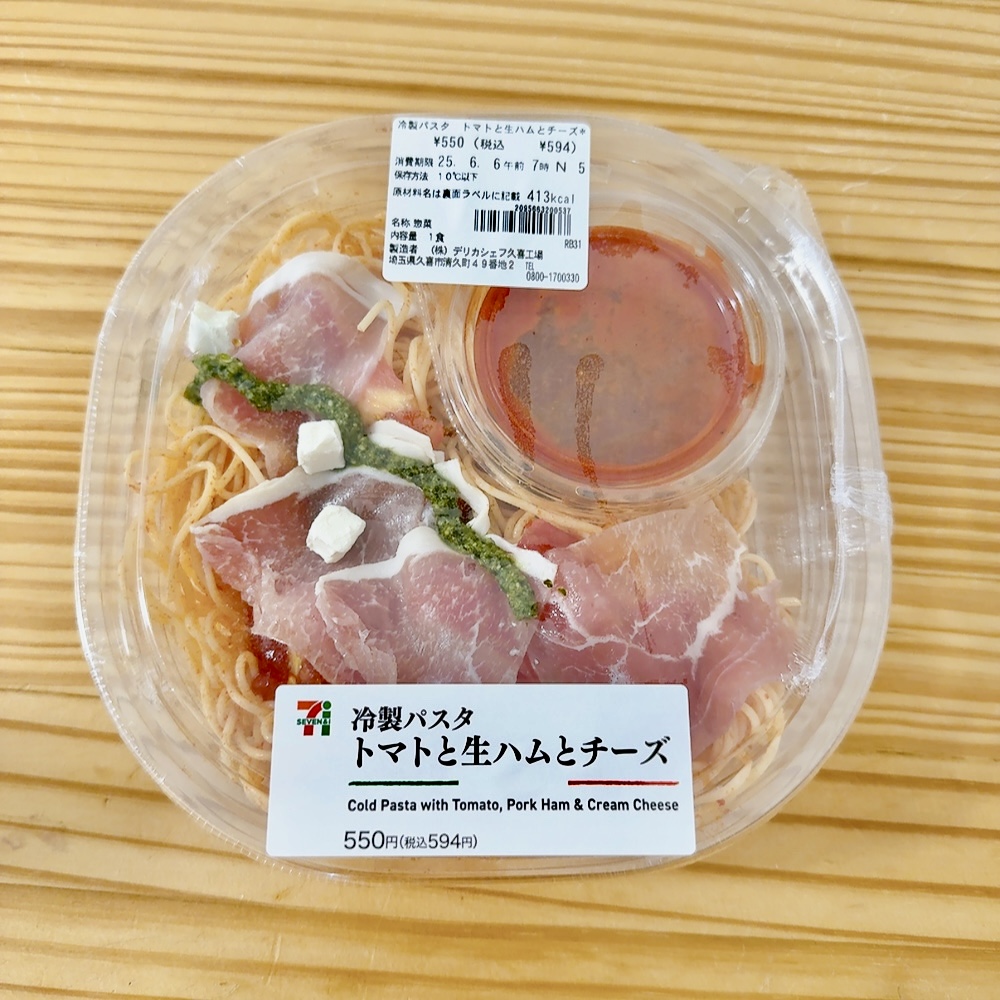 冷製パスタ トマトと生ハムとチーズ*
¥550 (税込 ¥594)
消費期限 25. 6. 6午前 7時 N 5
保存方法 10℃以下
原材料名は裏面ラベルに記載 413kcal
2065663200537
名称 惣菜
内容量 1食
RB31
製造者 (株) デリカシェフ久喜工場
埼玉県久喜市清久町49番地2 TEL
0800-1700330
7i
SEVEN&i
冷製パスタ
トマトと生ハムとチーズ
Cold Pasta with Tomato, Pork Ham & Cream Cheese
550円(税込594円)